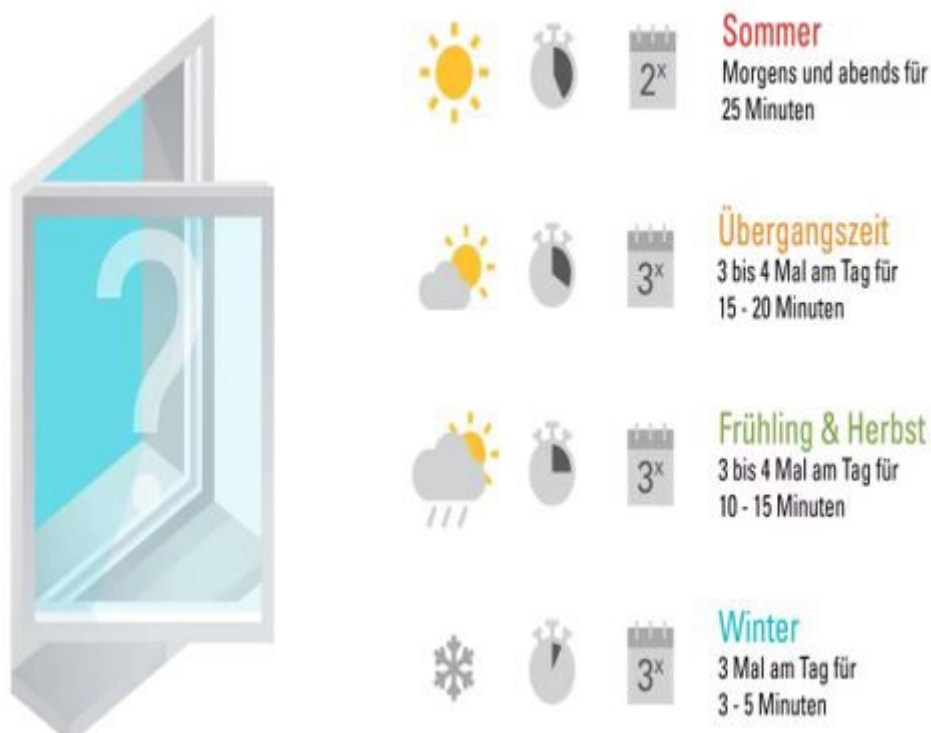 2x
Sommer
Morgens und abends für
25 Minuten
3x
Übergangszeit
3 bis 4 Mal am Tag für
15 - 20 Minuten
3x
Frühling & Herbst
3 bis 4 Mal am Tag für
10 - 15 Minuten
3x
Winter
3 Mal am Tag für
3 - 5 Minuten
?